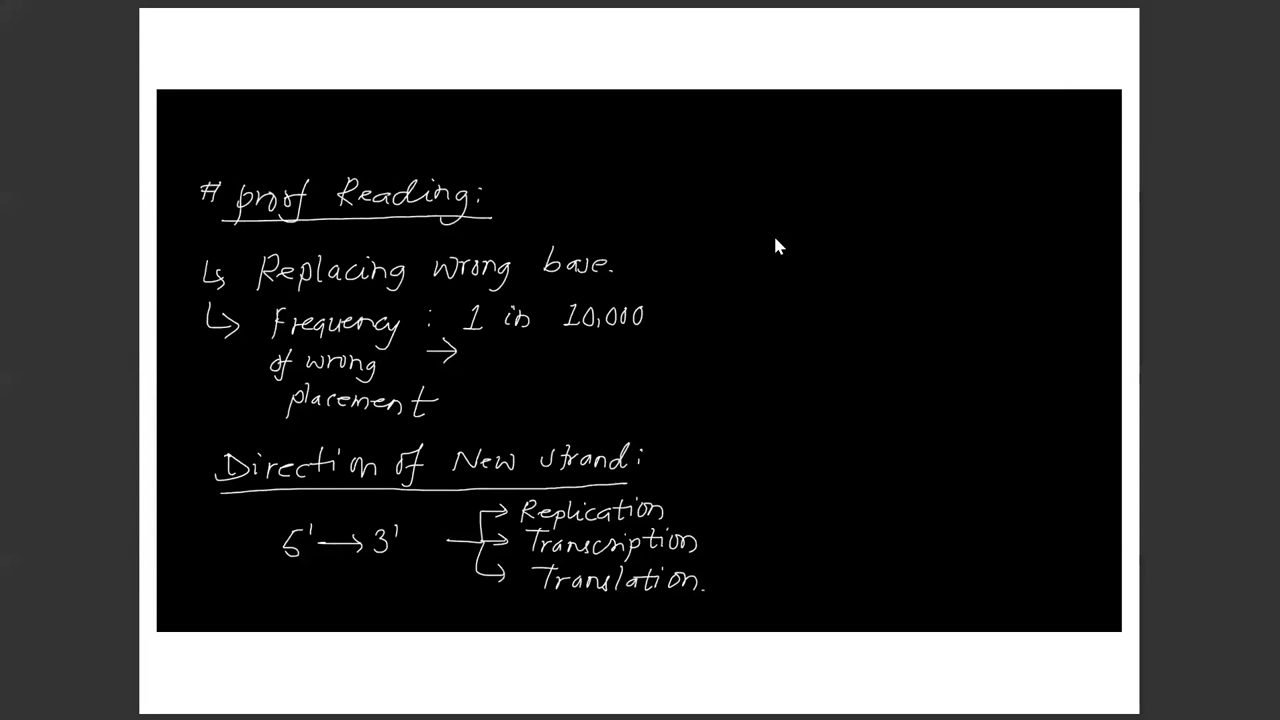 # proof Reading:
↳ Replacing wrong base.
↳ Frequency : 1 in 10,000
of wrong →
placement
Direction of New strand:
5' → 3' → Replication
→ Transcription
→ Translation.